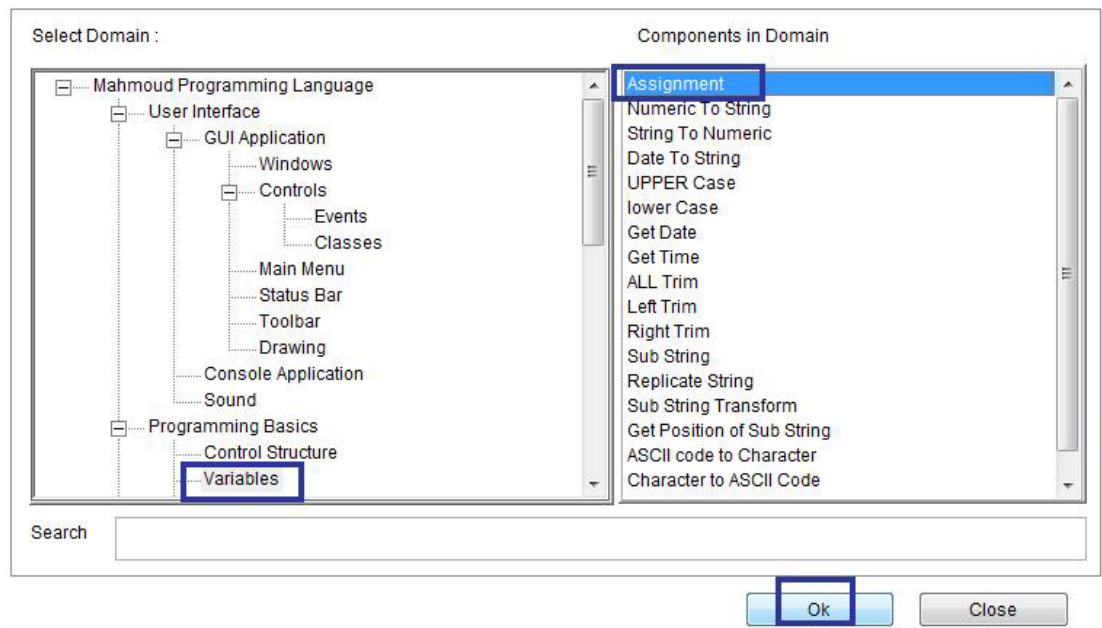 Select Domain :
Components in Domain
Mahmoud Programming Language
User Interface
GUI Application
Windows
Controls
Events
Classes
Main Menu
Status Bar
Toolbar
Drawing
Console Application
Sound
Programming Basics
Control Structure
Variables
Assignment
Numeric To String
String To Numeric
Date To String
UPPER Case
lower Case
Get Date
Get Time
ALL Trim
Left Trim
Right Trim
Sub String
Replicate String
Sub String Transform
Get Position of Sub String
ASCII code to Character
Character to ASCII Code
Search
Ok
Close